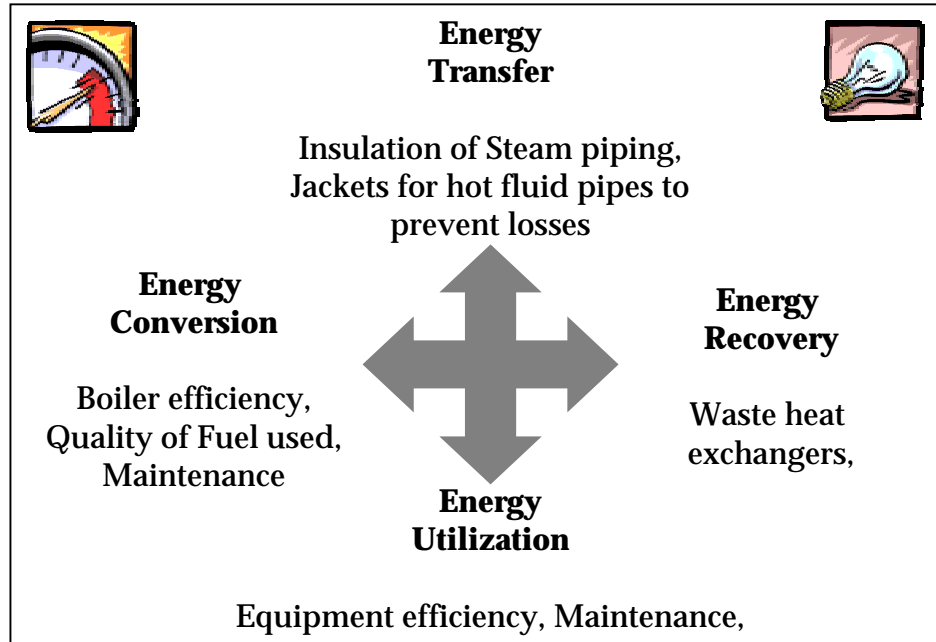 Energy
Transfer
Insulation of Steam piping,
Jackets for hot fluid pipes to
prevent losses
Energy
Conversion
Boiler efficiency,
Quality of Fuel used,
Maintenance
Energy
Recovery
Waste heat
exchangers,
Energy
Utilization
Equipment efficiency, Maintenance,